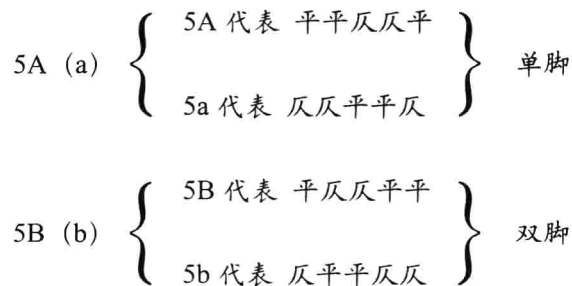 5A 代表 平平仄仄平
5A (a) 单脚
5a 代表 仄仄平平仄
5B 代表 平仄仄平平
5B (b) 双脚
5b 代表 仄平平仄仄